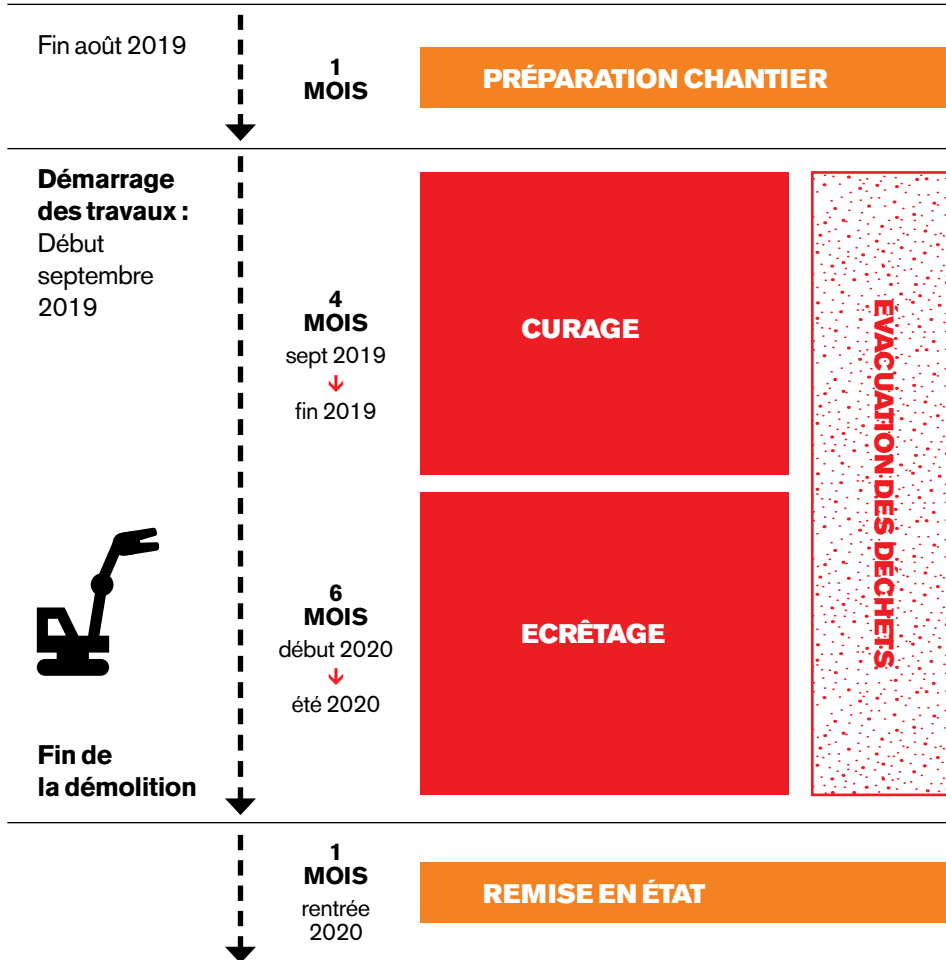 Fin août 2019
1
MOIS
PRÉPARATION CHANTIER
Démarrage
des travaux :
Début
septembre
2019
4
MOIS
sept 2019
fin 2019
CURAGE
ÉVACUATION DES DÉCHETS
6
MOIS
début 2020
été 2020
ECRÊTAGE
Fin de
la démolition
1
MOIS
rentrée
2020
REMISE EN ÉTAT